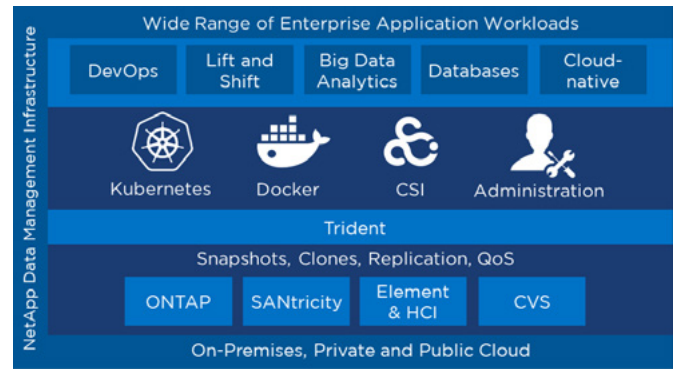 Wide Range of Enterprise Application Workloads
DevOps
Lift and
Shift
Big Data
Analytics
Databases
Cloud-
native
Kubernetes
Docker
CSI
Administration
Trident
Snapshots, Clones, Replication, QoS
ONTAP
SANtricity
Element
& HCI
CVS
On-Premises, Private and Public Cloud
NetApp Data Management Infrastructure